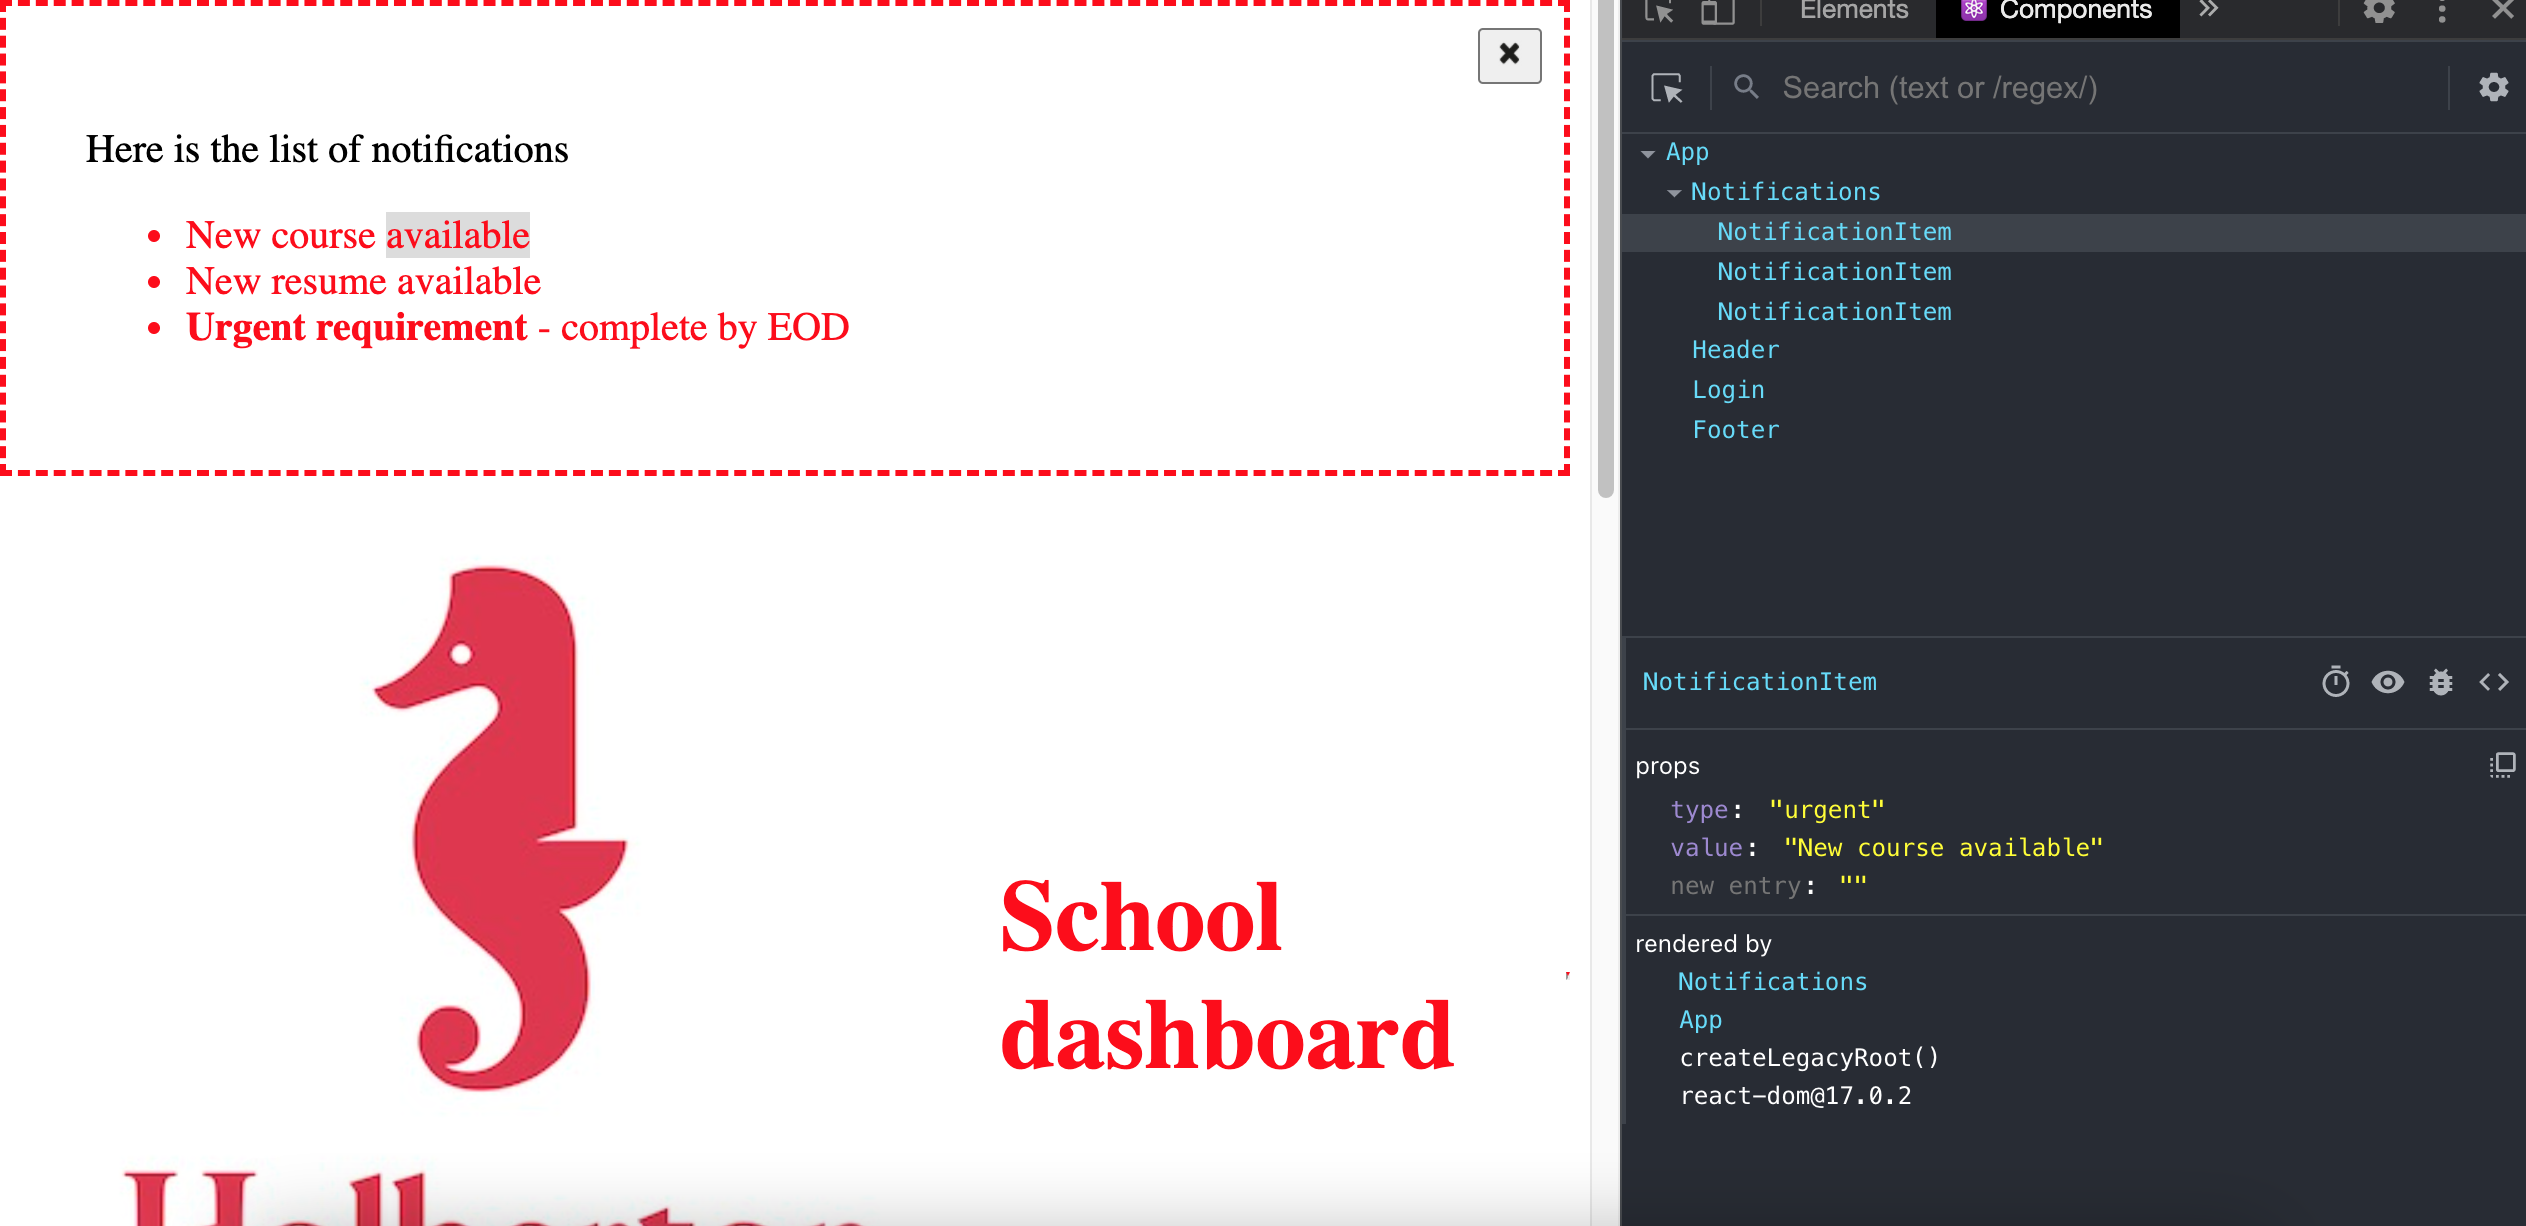 Here is the list of notifications
New course available
New resume available
Urgent requirement - complete by EOD
School
dashboard
Holberton
Elements
Components
Search (text or /regex/)
App
Notifications
NotificationItem
NotificationItem
NotificationItem
Header
Login
Footer
NotificationItem
props
type: "urgent"
value: "New course available"
new entry: ""
rendered by
Notifications
App
createLegacyRoot()
react-dom@17.0.2